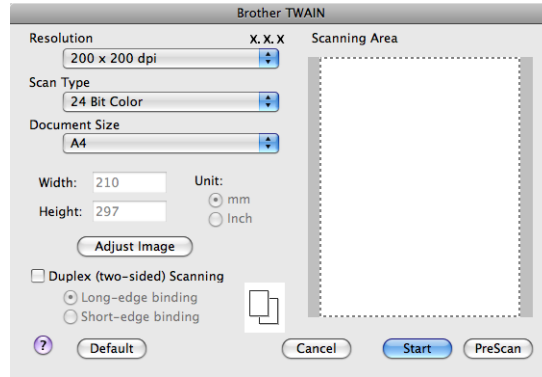 Brother TWAIN
Resolution X. X. X
200 x 200 dpi
Scan Type
24 Bit Color
Document Size
A4
Width: 210
Height: 297
Unit:
mm
Inch
Adjust Image
Duplex (two-sided) Scanning
Long-edge binding
Short-edge binding
Scanning Area
? Default Cancel Start PreScan